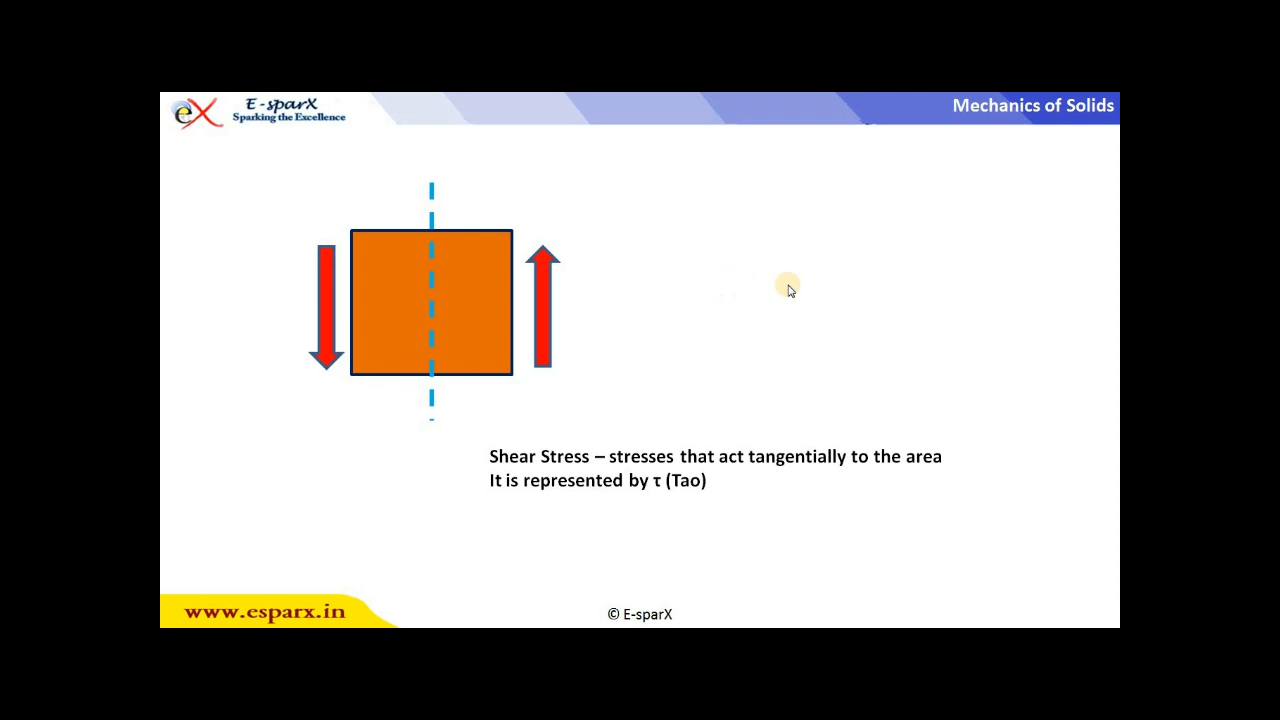 E-sparX
Sparking the Excellence
Mechanics of Solids
eX
Shear Stress – stresses that act tangentially to the area
It is represented by τ (Tao)
www.esparx.in
© E-sparX